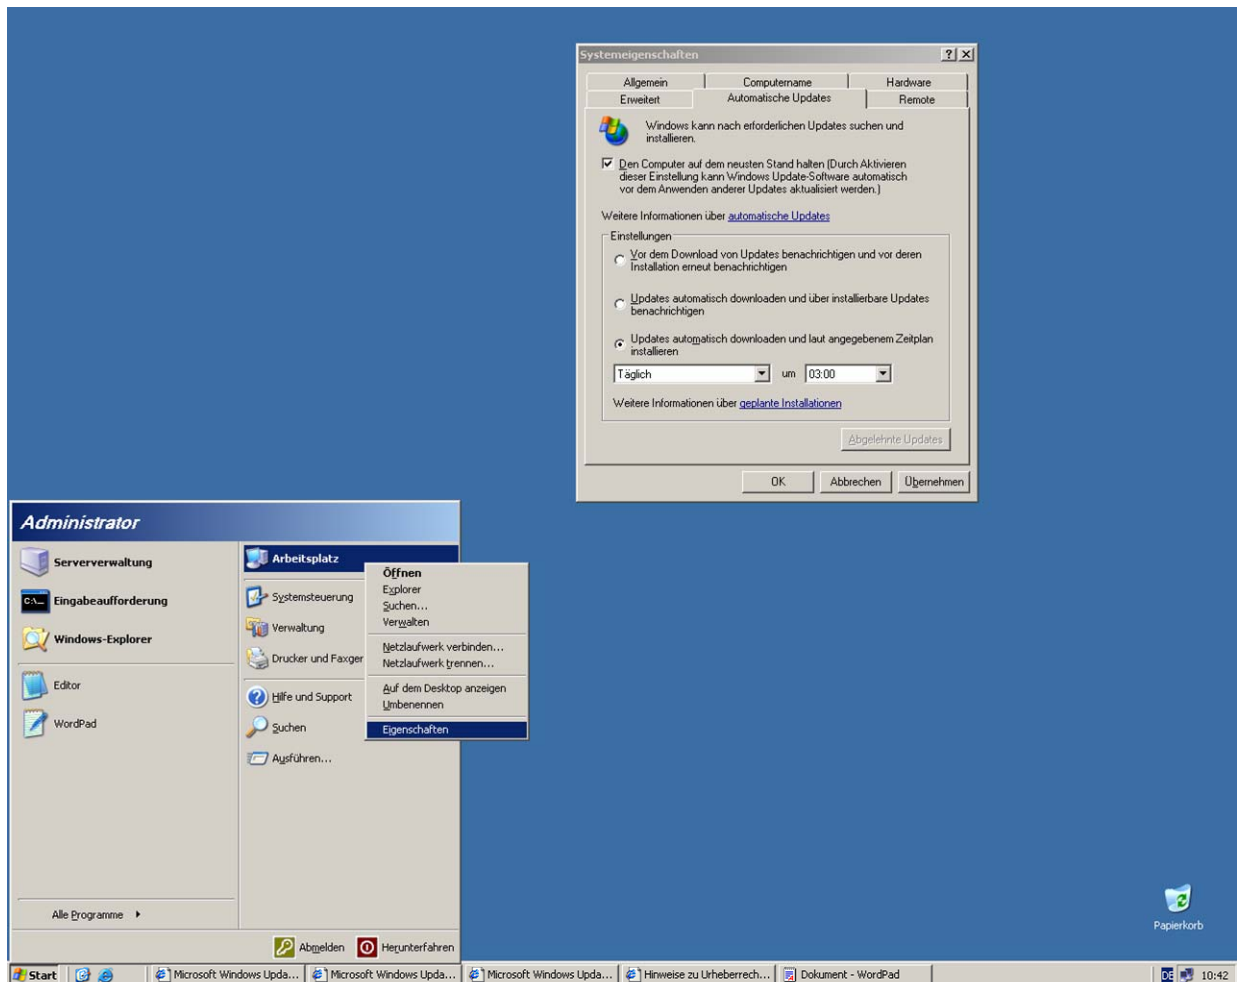 Systemeigenschaften
Allgemein Computername Hardware
Erweitert Automatische Updates Remote
Windows kann nach erforderlichen Updates suchen und
installieren.
Den Computer auf dem neusten Stand halten (Durch Aktivieren
dieser Einstellung kann Windows Update-Software automatisch
vor dem Anwenden anderer Updates aktualisiert werden.)
Weitere Informationen über automatische Updates
Einstellungen
Vor dem Download von Updates benachrichtigen und vor deren
Installation erneut benachrichtigen
Updates automatisch downloaden und über installierbare Updates
benachrichtigen
Updates automatisch downloaden und laut angegebenem Zeitplan
installieren
Täglich um 03:00
Weitere Informationen über geplante Installationen
Abgelehnte Updates
OK Abbrechen Übernehmen
Administrator
Serververwaltung
Eingabeaufforderung
Windows-Explorer
Editor
WordPad
Alle Programme
Arbeitsplatz
Systemsteuerung
Verwaltung
Drucker und Faxger
Hilfe und Support
Suchen
Ausführen...
Öffnen
Explorer
Suchen...
Verwalten
Netzlaufwerk verbinden...
Netzlaufwerk trennen...
Auf dem Desktop anzeigen
Umbenennen
Eigenschaften
Abmelden Herunterfahren
Papierkorb
Start Microsoft Windows Upda... Microsoft Windows Upda... Microsoft Windows Upda... Hinweise zu Urheberrech... Dokument - WordPad DE 10:42